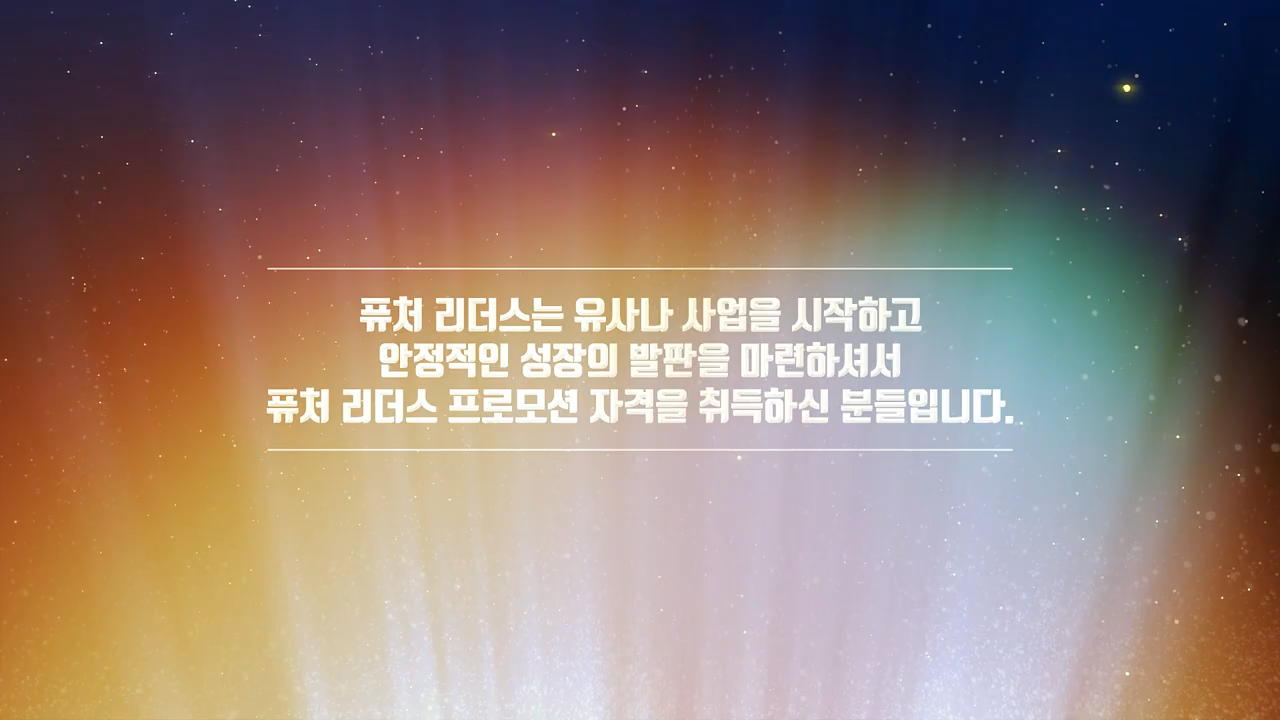 퓨처 리더스는 유사나 사업을 시작하고
안정적인 성장의 발판을 마련하셔서
퓨처 리더스 프로모션 자격을 취득하신 분들입니다.